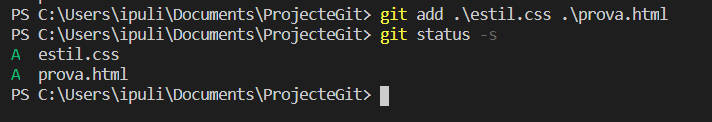 PS C:\Users\ipuli\Documents\ProjecteGit> git add .\estil.css .\prova.html
PS C:\Users\ipuli\Documents\ProjecteGit> git status -s
A  estil.css
A  prova.html
PS C:\Users\ipuli\Documents\ProjecteGit>